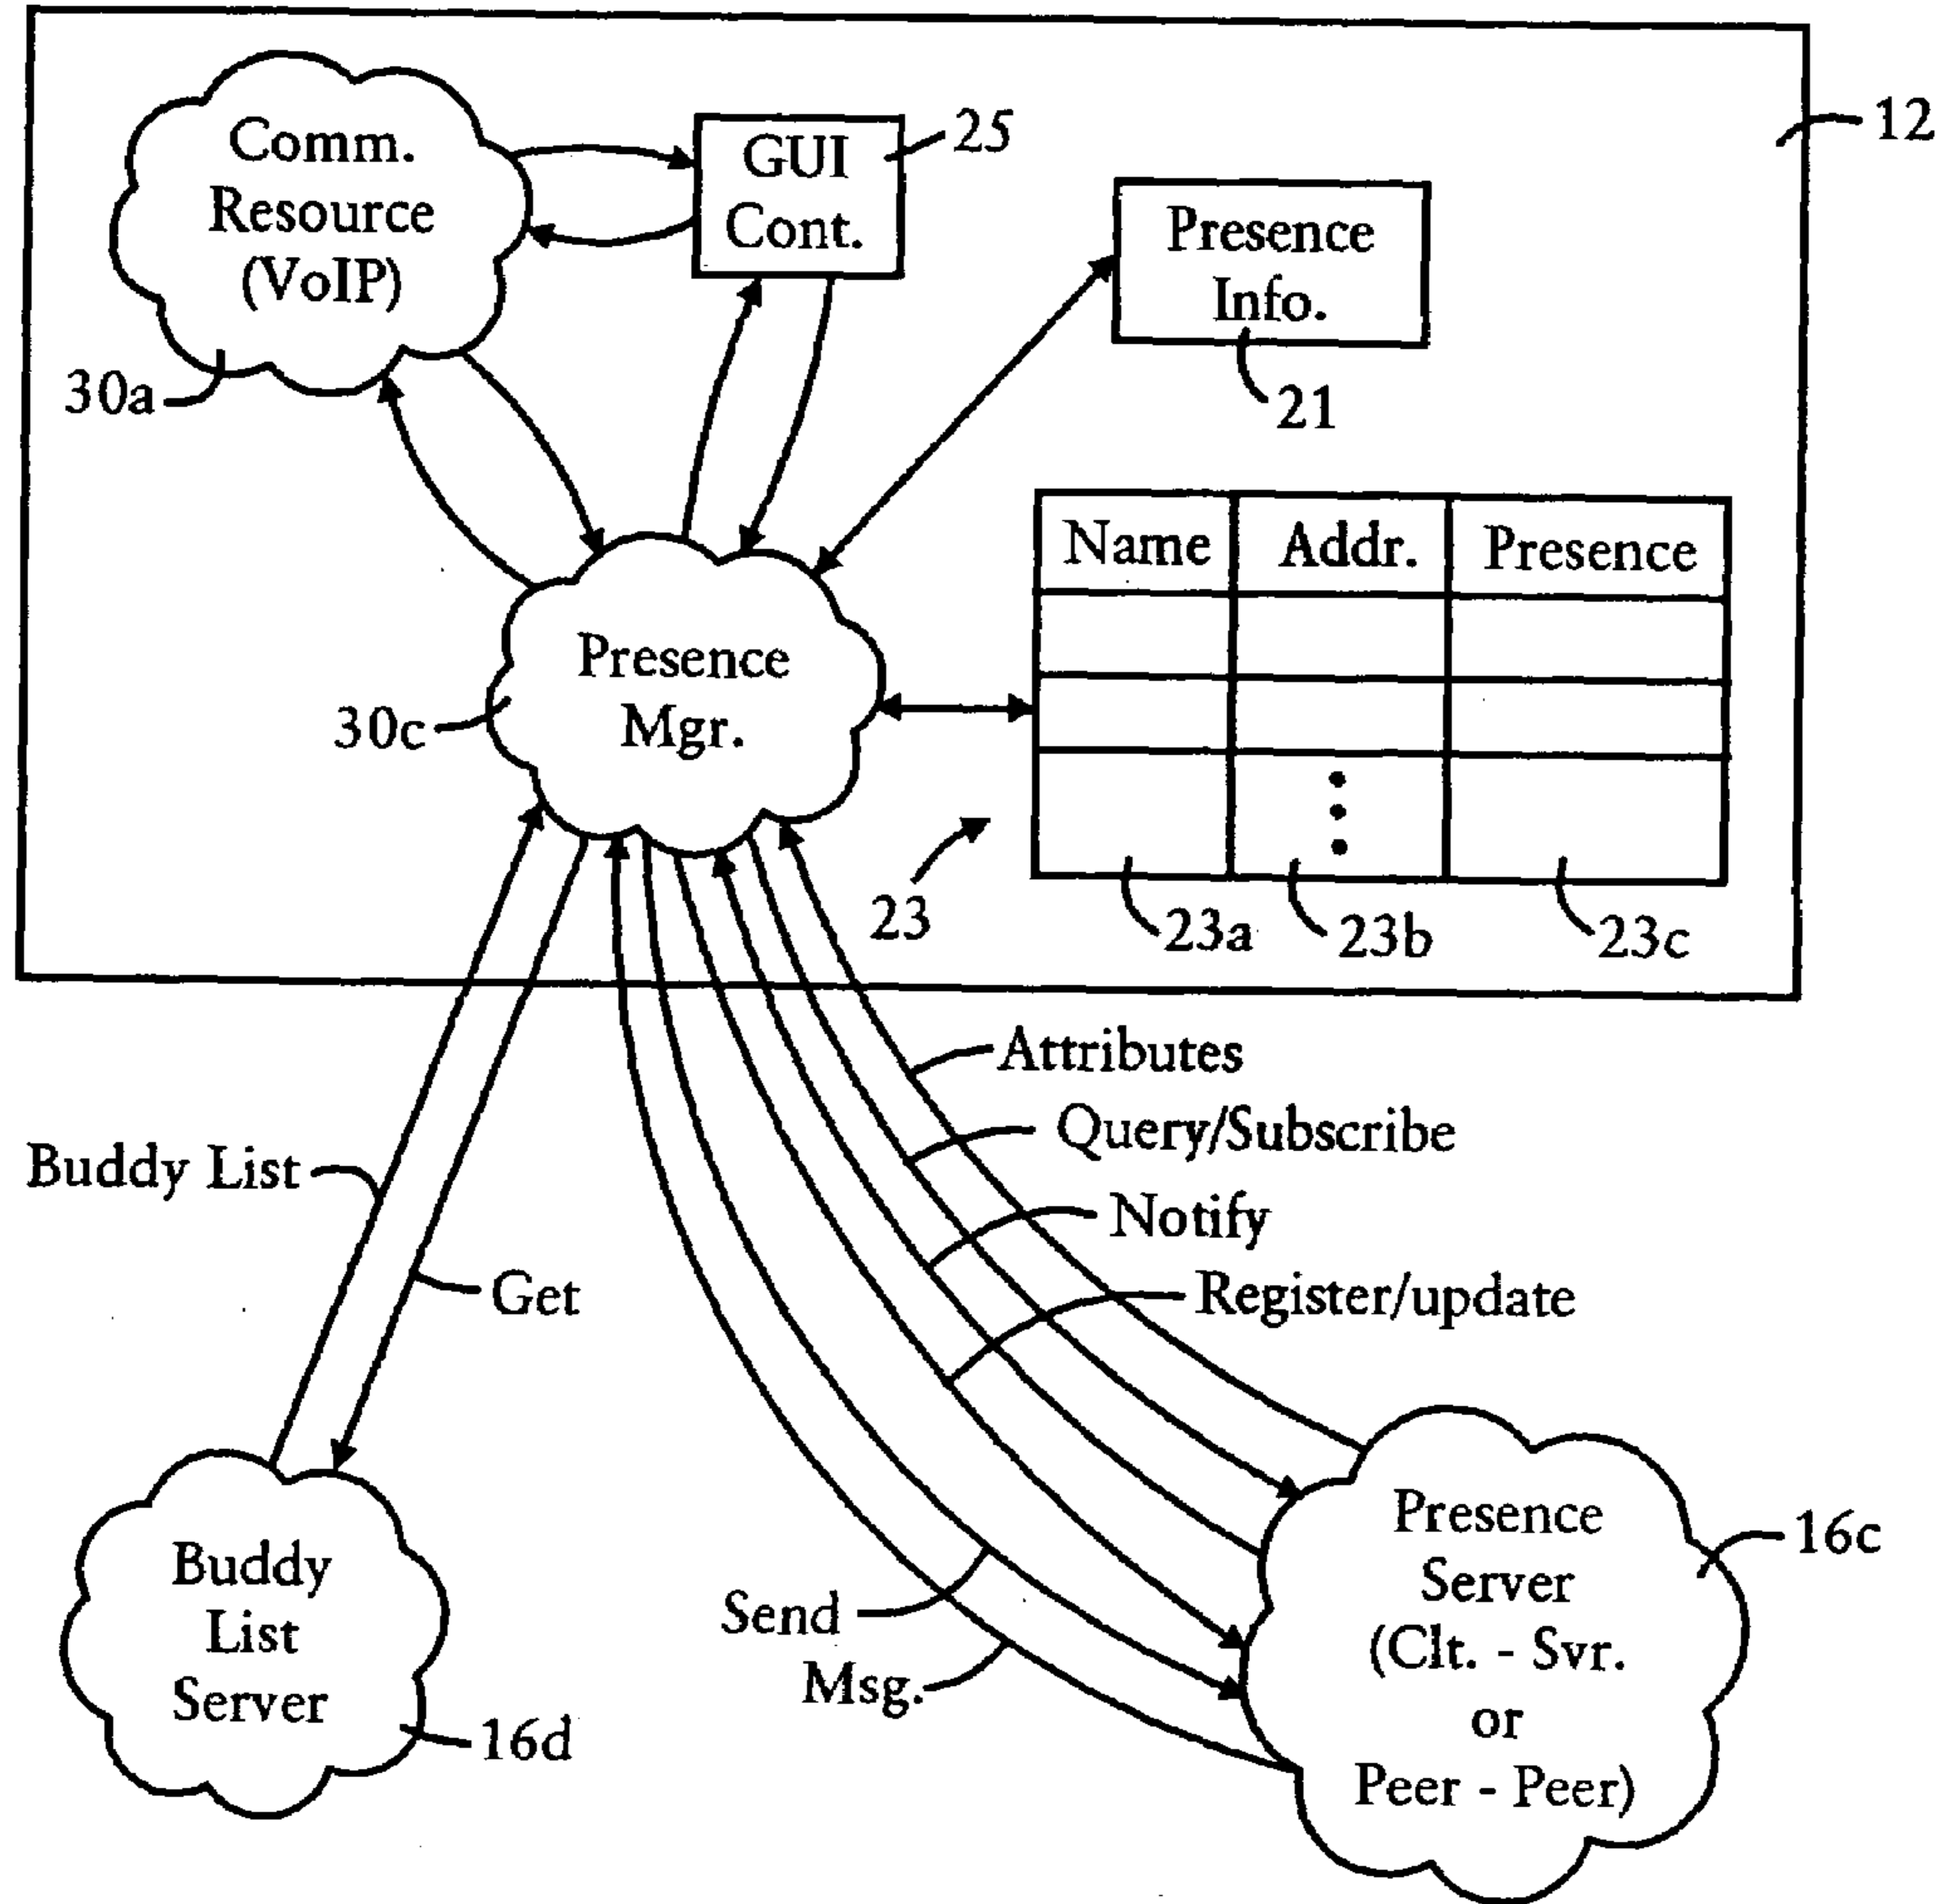 Comm.
Resource
(VoIP)
30a
GUI
Cont.
25
12
Presence
Info.
21
Name Addr. Presence
Presence
Mgr.
30c
23
23a
23b
23c
Attributes
Query/Subscribe
Notify
Register/update
Buddy List
Get
Send
Msg.
Buddy
List
Server
16d
Presence
Server
(Clt. - Svr.
or
Peer - Peer)
16c